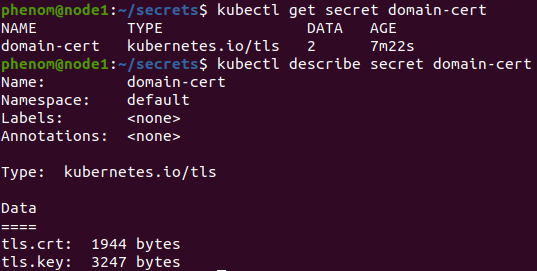 phenom@node1:~/secrets$ kubectl get secret domain-cert
NAME          TYPE                DATA   AGE
domain-cert   kubernetes.io/tls   2      7m22s
phenom@node1:~/secrets$ kubectl describe secret domain-cert
Name:         domain-cert
Namespace:    default
Labels:       <none>
Annotations:  <none>

Type:  kubernetes.io/tls

Data
====
tls.crt:  1944 bytes
tls.key:  3247 bytes